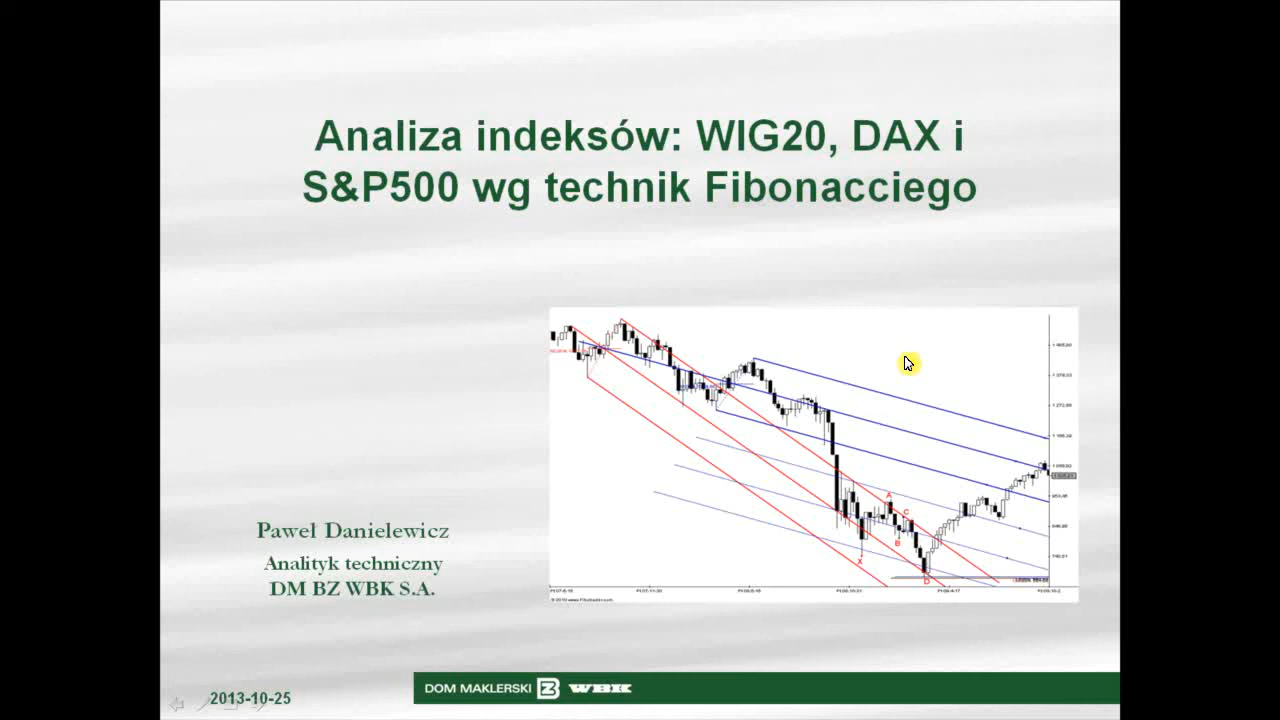 Analiza indeksów: WIG20, DAX i
S&P500 wg technik Fibonacciego
A
C
B
X
D
Paweł Danielewicz
Analityk techniczny
DM BZ WBK S.A.
2013-10-25
DOM MAKLERSKI Z WBK